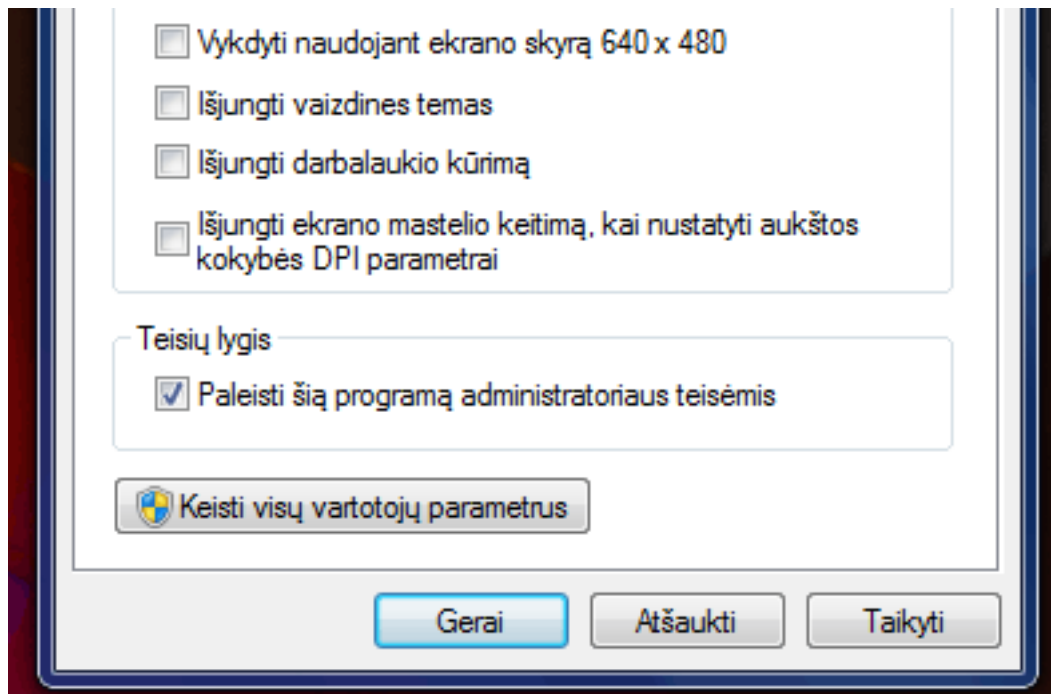 Vykdyti naudojant ekrano skyrą 640 x 480
Išjungti vaizdines temas
Išjungti darbalaukio kūrimą
Išjungti ekrano mastelio keitimą, kai nustatyti aukštos
kokybės DPI parametrai
Teisių lygis
Paleisti šią programą administratoriaus teisėmis
Keisti visų vartotojų parametrus
Gerai
Atšaukti
Taikyti